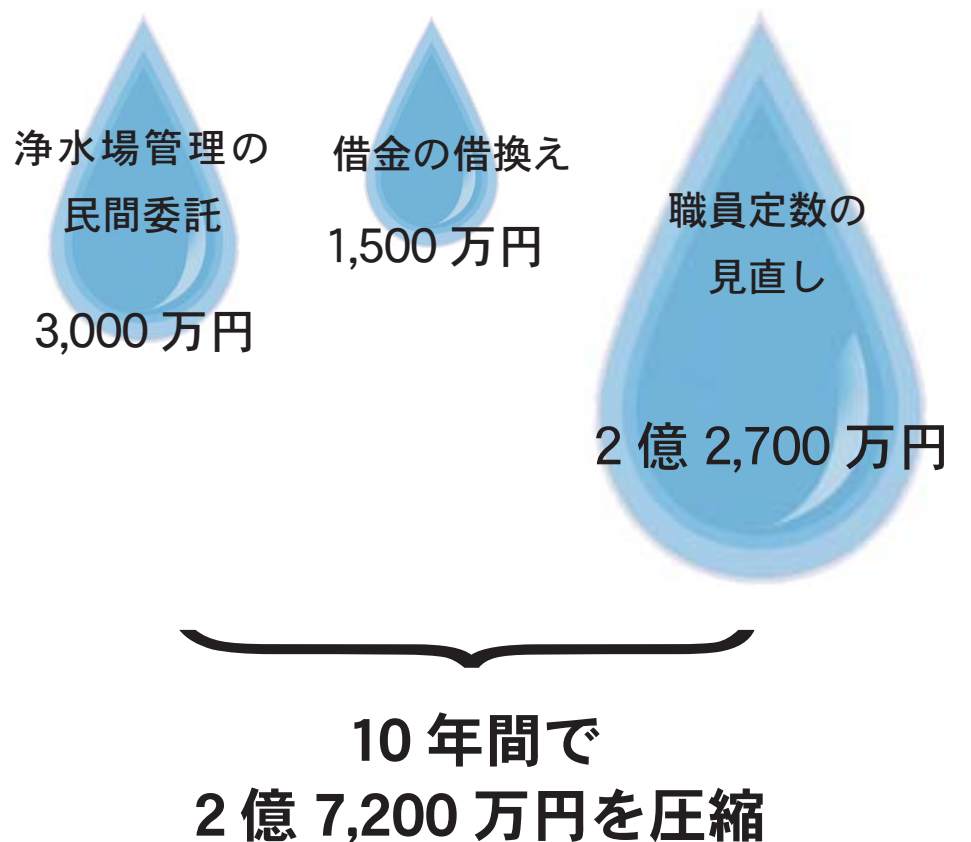 浄水場管理の
民間委託
3,000 万円
借金の借換え
1,500 万円
職員定数の
見直し
2 億 2,700 万円
10 年間で
2 億 7,200 万円を圧縮